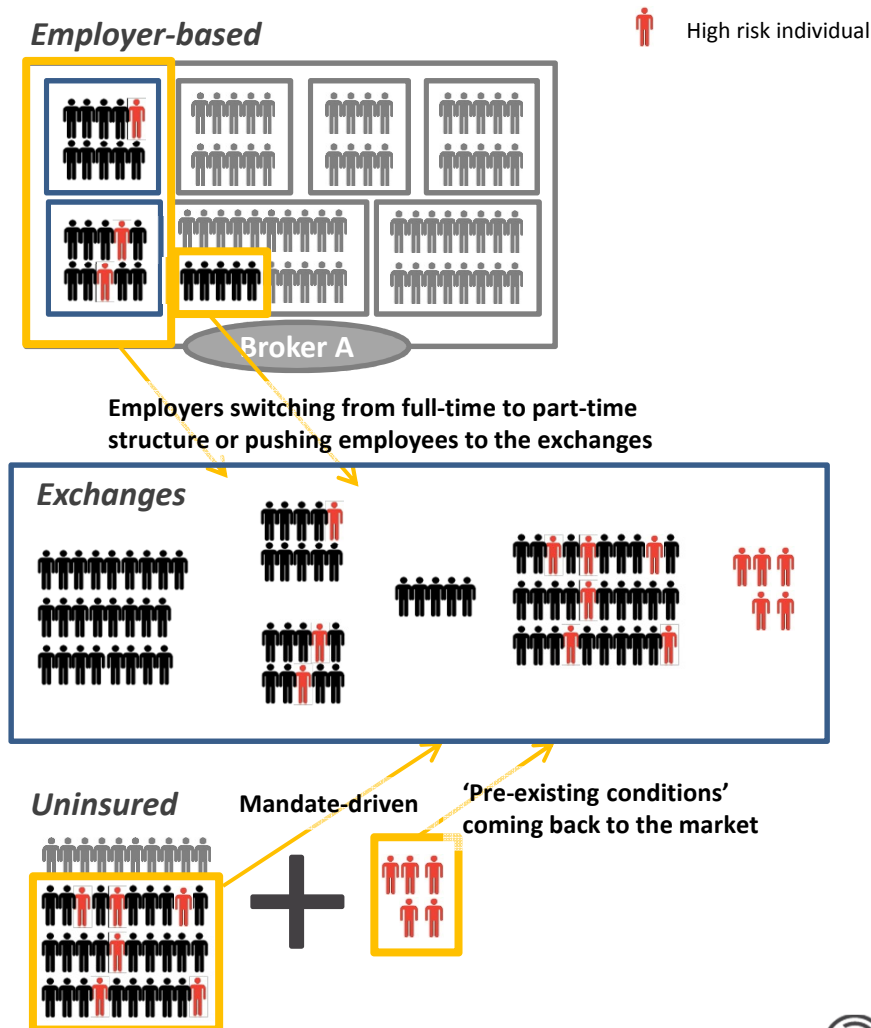 Employer-based
High risk individual
Broker A
Employers switching from full-time to part-time
structure or pushing employees to the exchanges
Exchanges
Uninsured
Mandate-driven
‘Pre-existing conditions’
coming back to the market